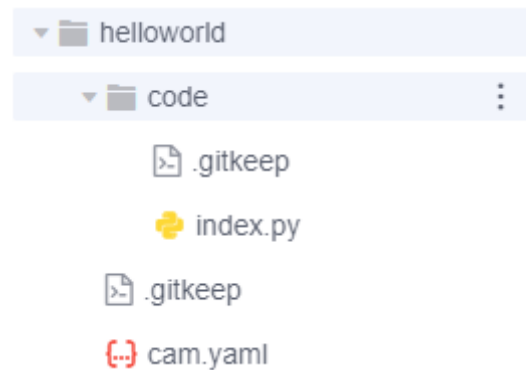 helloworld
code
.gitkeep
index.py
.gitkeep
cam.yaml